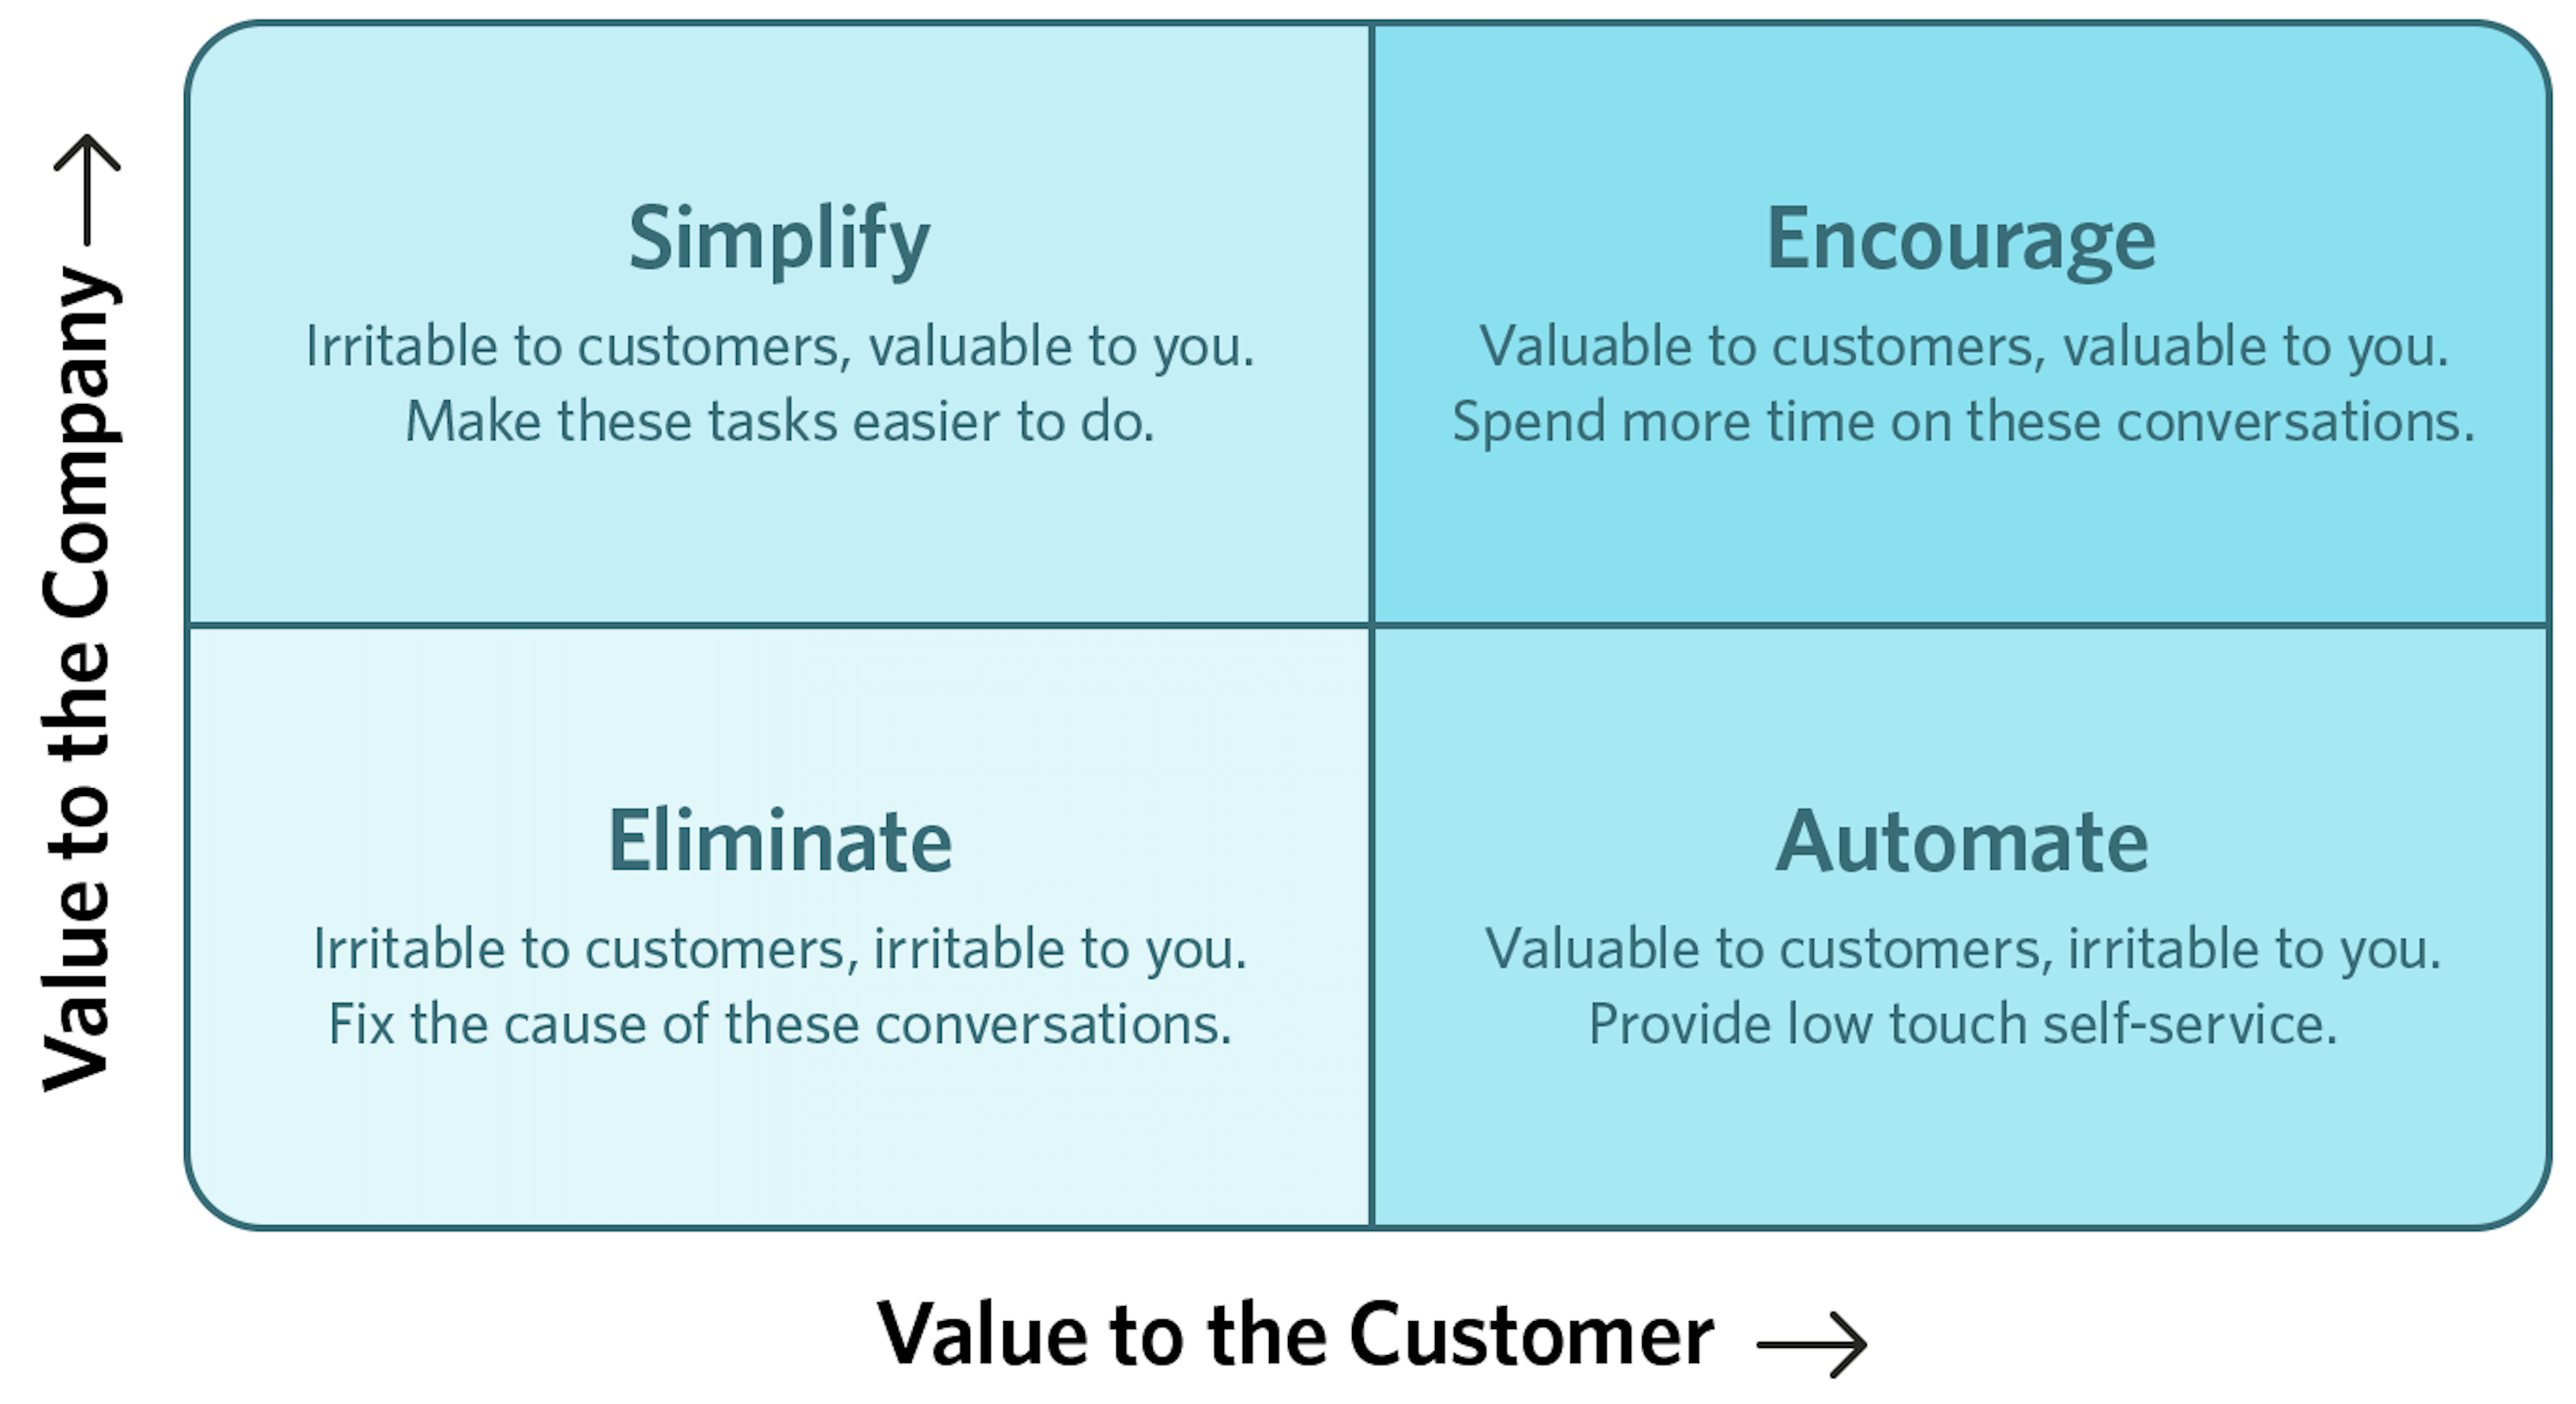 Value to the Company
Simplify
Irritable to customers, valuable to you.
Make these tasks easier to do.
Encourage
Valuable to customers, valuable to you.
Spend more time on these conversations.
Eliminate
Irritable to customers, irritable to you.
Fix the cause of these conversations.
Automate
Valuable to customers, irritable to you.
Provide low touch self-service.
Value to the Customer